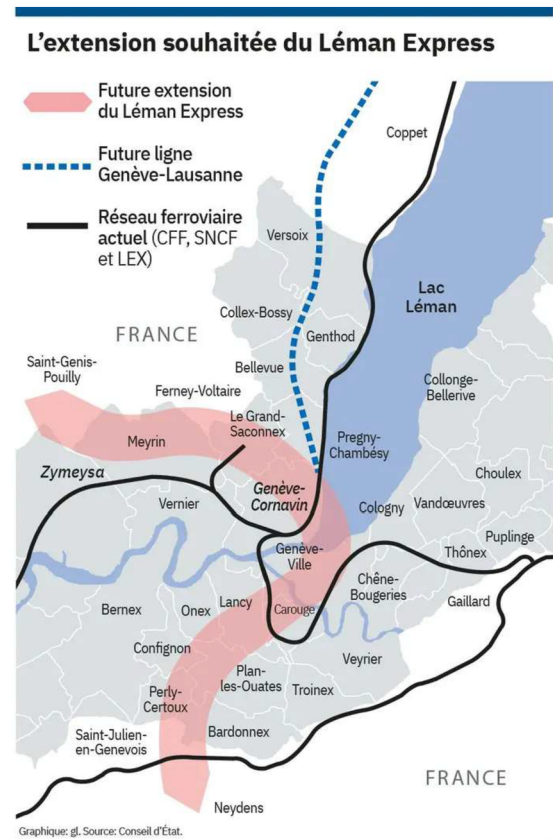 L'extension souhaitée du Léman Express
Future extension
du Léman Express
Future ligne
Genève-Lausanne
Réseau ferroviaire
actuel (CFF, SNCF
et LEX)
Coppet
Versoix
Lac
Léman
Collex-Bossy
FRANCE
Genthod
Saint-Genis-
Pouilly
Bellevue
Collonge-
Bellerive
Ferney-Voltaire
Le Grand-
Saconnex
Meyrin
Pregny-
Chambésy
Zymeysa
Choulex
Genève-
Cornavin
Vernier
Cologny
Vandœuvres
Puplinge
Genève-
Ville
Thônex
Chêne-
Bougeries
Gaillard
Bernex
Onex
Lancy
Carouge
Confignon
Veyrier
Plan-
les-Ouates
Troinex
Perly-
Certoux
Bardonnex
Saint-Julien-
en-Genevois
FRANCE
Neydens
Graphique: gl. Source: Conseil d'État.